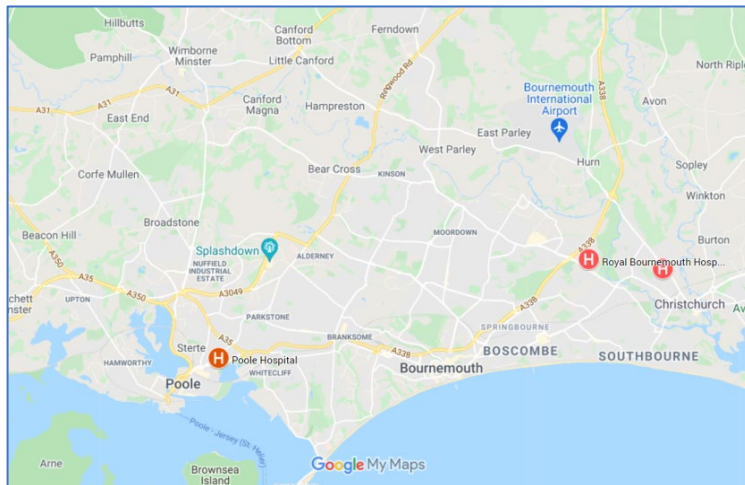 Hillbutts
Pamphill
Wimborne
Minster
Canford
Bottom
Little Canford
Ferndown
North Ripl
A31
A31
A31
East End
Canford
Magna
Hampreston
Ringwood Rd
Bournemouth
International
Airport
A338
Avon
East Parley
West Parley
Hurn
Sopley
Corfe Mullen
Bear Cross
KINSON
Winkton
Beacon Hill
Broadstone
Splashdown
NUFFIELD
INDUSTRIAL
ESTATE
ALDERNEY
MOORDOWN
A338
Burton
A350
A35
A350
UPTON
A3049
H
Royal Bournemouth Hosp...
H
Christchurch
chett
nster
PARKSTONE
A338
SPRINGBOURNE
A35
BRANKSOME
A338
BOSCOMBE
SOUTHBOURNE
Sterte
HAMWORTHY
H
Poole Hospital
WHITECLIFF
Bournemouth
Poole
Poole - Jersey (St. Helier)
Arne
Brownsea
Island
Google My Maps